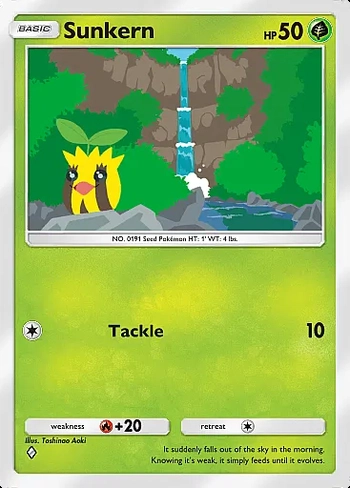 BASIC Sunkern HP 50
NO. 0191 Seed Pokémon HT: 1' WT: 4 lbs.
Tackle 10
weakness +20 retreat
Illus. Toshinao Aoki
It suddenly falls out of the sky in the morning.
Knowing it's weak, it simply feeds until it evolves.